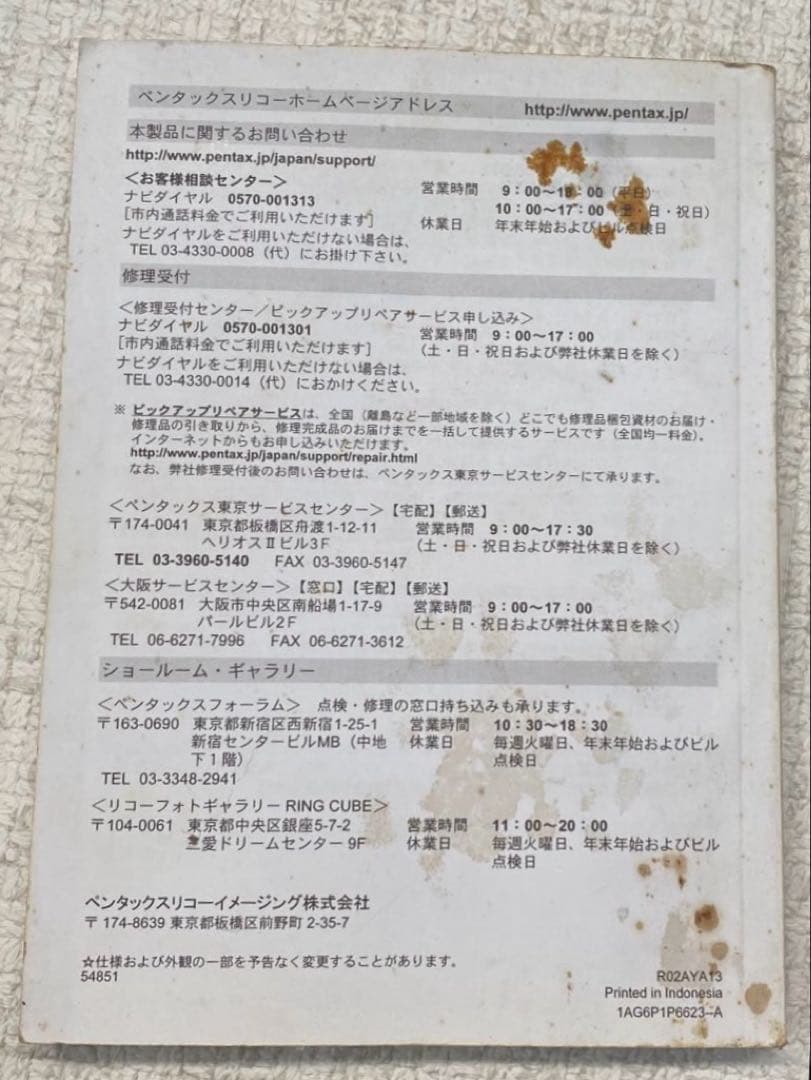 ペンタックスリコーホームページアドレス http://www.pentax.jp/
本製品に関するお問い合わせ
http://www.pentax.jp/japan/support/
＜お客様相談センター＞ 営業時間 9：00～18：00（平日）
ナビダイヤル 0570-001313 10：00～17：00（土・日・祝日）
［市内通話料金でご利用いただけます］ 休業日 年末年始およびビル点検日
ナビダイヤルをご利用いただけない場合は、
TEL 03-4330-0008（代）にお掛け下さい。
修理受付
＜修理受付センター／ピックアップリペアサービス申し込み＞
ナビダイヤル 0570-001301 営業時間 9：00～17：00
［市内通話料金でご利用いただけます］ （土・日・祝日および弊社休業日を除く）
ナビダイヤルをご利用いただけない場合は、
TEL 03-4330-0014（代）におかけください。
※ ピックアップリペアサービスは、全国（離島など一部地域を除く）どこでも修理品梱包資材のお届け・
修理品の引き取りから、修理完成品のお届けまでを一括して提供するサービスです（全国均一料金）。
インターネットからもお申し込みいただけます。
http://www.pentax.jp/japan/support/repair.html
なお、弊社修理受付後のお問い合わせは、ペンタックス東京サービスセンターにて承ります。
＜ペンタックス東京サービスセンター＞【宅配】【郵送】
〒174-0041 東京都板橋区舟渡1-12-11 営業時間 9：00～17：30
ヘリオスⅡビル3F （土・日・祝日および弊社休業日を除く）
TEL 03-3960-5140 FAX 03-3960-5147
＜大阪サービスセンター＞【窓口】【宅配】【郵送】
〒542-0081 大阪市中央区南船場1-17-9 営業時間 9：00～17：00
パールビル2F （土・日・祝日および弊社休業日を除く）
TEL 06-6271-7996 FAX 06-6271-3612
ショールーム・ギャラリー
＜ペンタックスフォーラム＞ 点検・修理の窓口持ち込みも承ります。
〒163-0690 東京都新宿区西新宿1-25-1 営業時間 10：30～18：30
新宿センタービルMB（中地 休業日 毎週火曜日、年末年始およびビル
下1階） 点検日
TEL 03-3348-2941
＜リコーフォトギャラリー RING CUBE＞
〒104-0061 東京都中央区銀座5-7-2 営業時間 11：00～20：00
三愛ドリームセンター 9F 休業日 毎週火曜日、年末年始およびビル
点検日
ペンタックスリコーイメージング株式会社
〒174-8639 東京都板橋区前野町 2-35-7
☆仕様および外観の一部を予告なく変更することがあります。
54851 R02AYA13
Printed in Indonesia
1AG6P1P6623--A